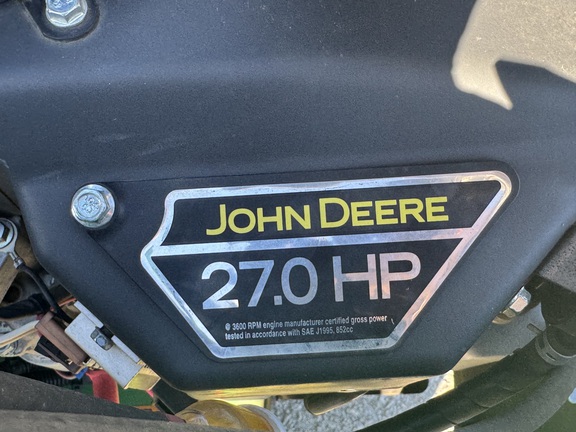 JOHN DEERE
27.0 HP
@ 3600 RPM engine manufacturer certified gross power
tested in accordance with SAE J1995, 852cc